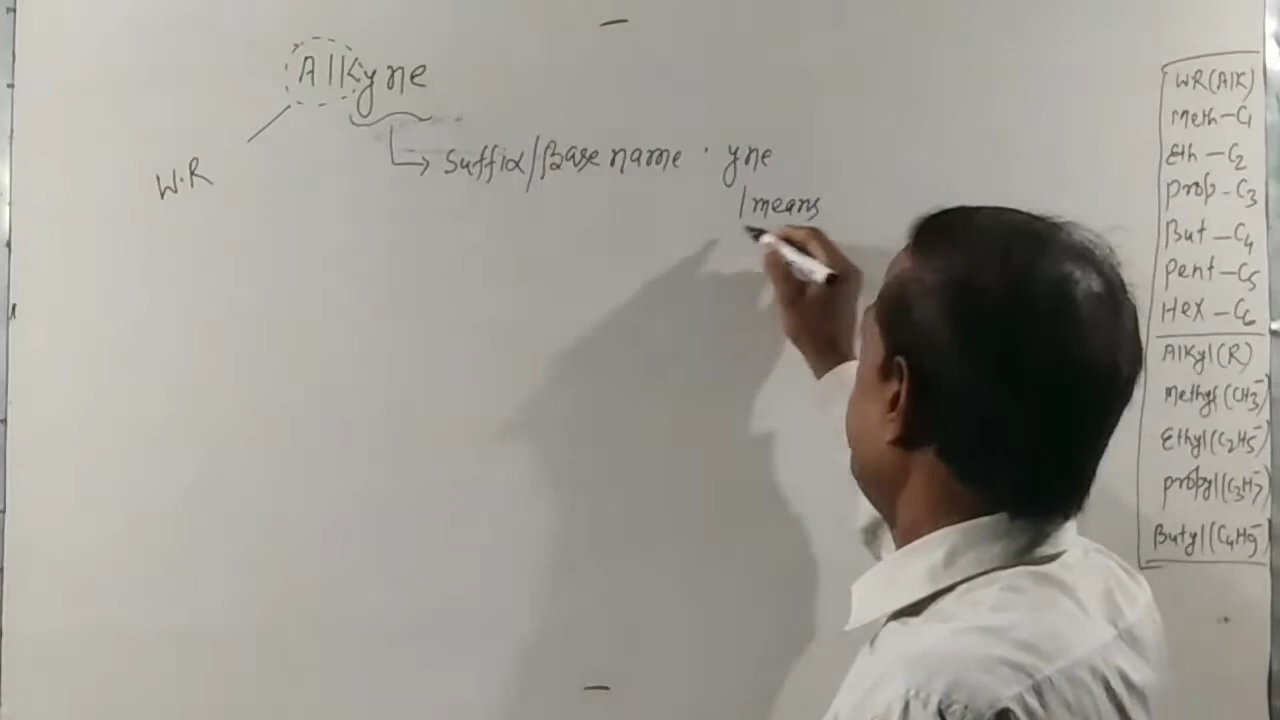 Alkyne
W.R
Suffix/Base name . yne
means
WR(AlK)
Meth-C1
Eth-C2
Prop-C3
But-C4
Pent-C5
Hex-C6
Alkyl(R)
Methyl(CH3-)
Ethyl(C2H5-)
propyl(C3H7-)
Butyl(C4H9-)